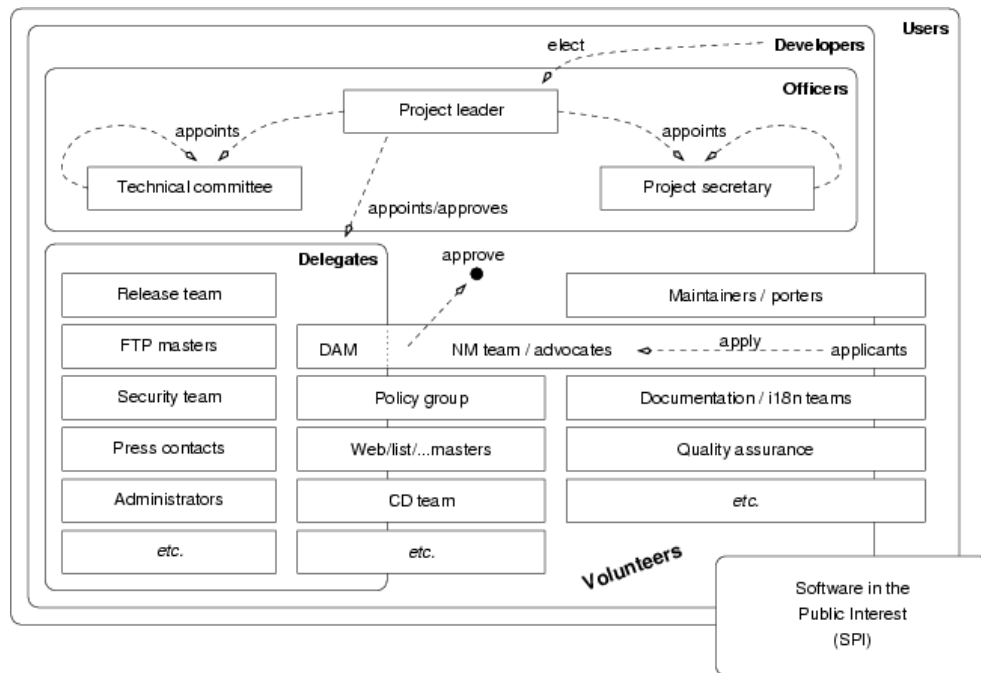 Users
elect
Developers
Officers
Project leader
appoints
appoints
Technical committee
Project secretary
appoints/approves
Delegates
approve
Release team
Maintainers / porters
FTP masters
DAM
NM team / advocates
apply
applicants
Security team
Policy group
Documentation / i18n teams
Press contacts
Web/list/...masters
Quality assurance
Administrators
CD team
etc.
etc.
etc.
Volunteers
Software in the
Public Interest
(SPI)